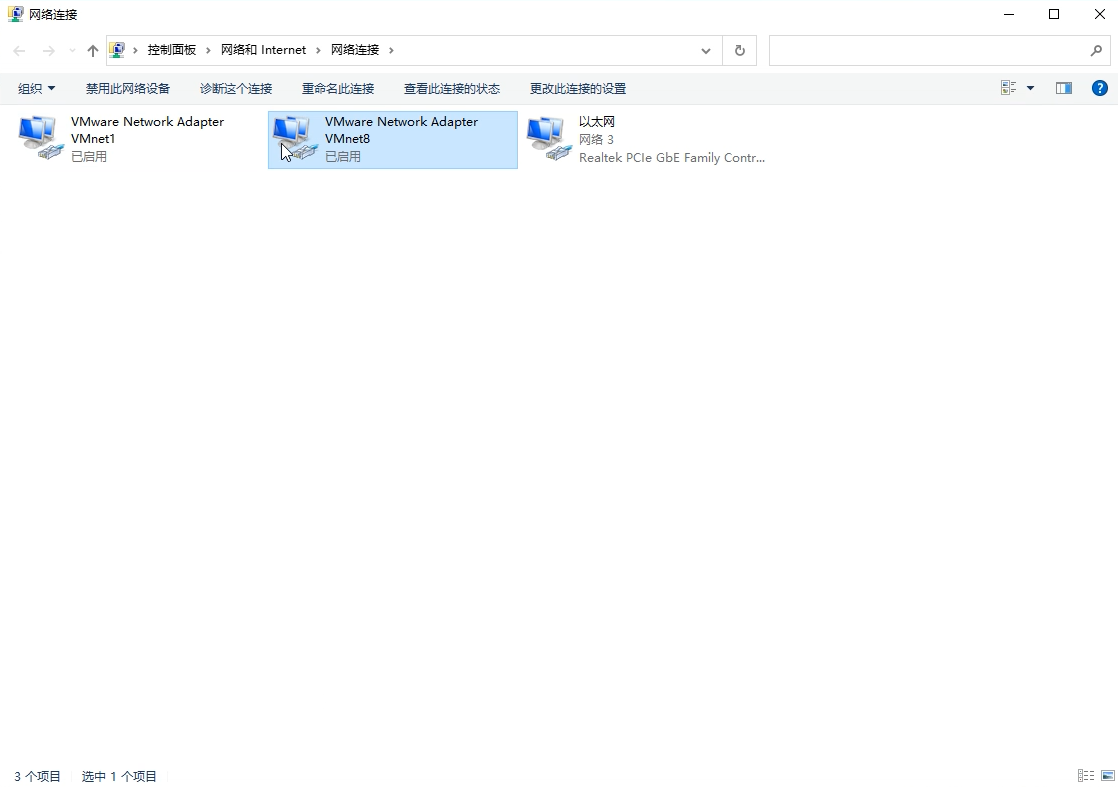 网络连接
控制面板 › 网络和 Internet › 网络连接 ›
组织 禁用此网络设备 诊断这个连接 重命名此连接 查看此连接的状态 更改此连接的设置
VMware Network Adapter
VMnet1
已启用
VMware Network Adapter
VMnet8
已启用
以太网
网络 3
Realtek PCIe GbE Family Contr...
3 个项目 选中 1 个项目